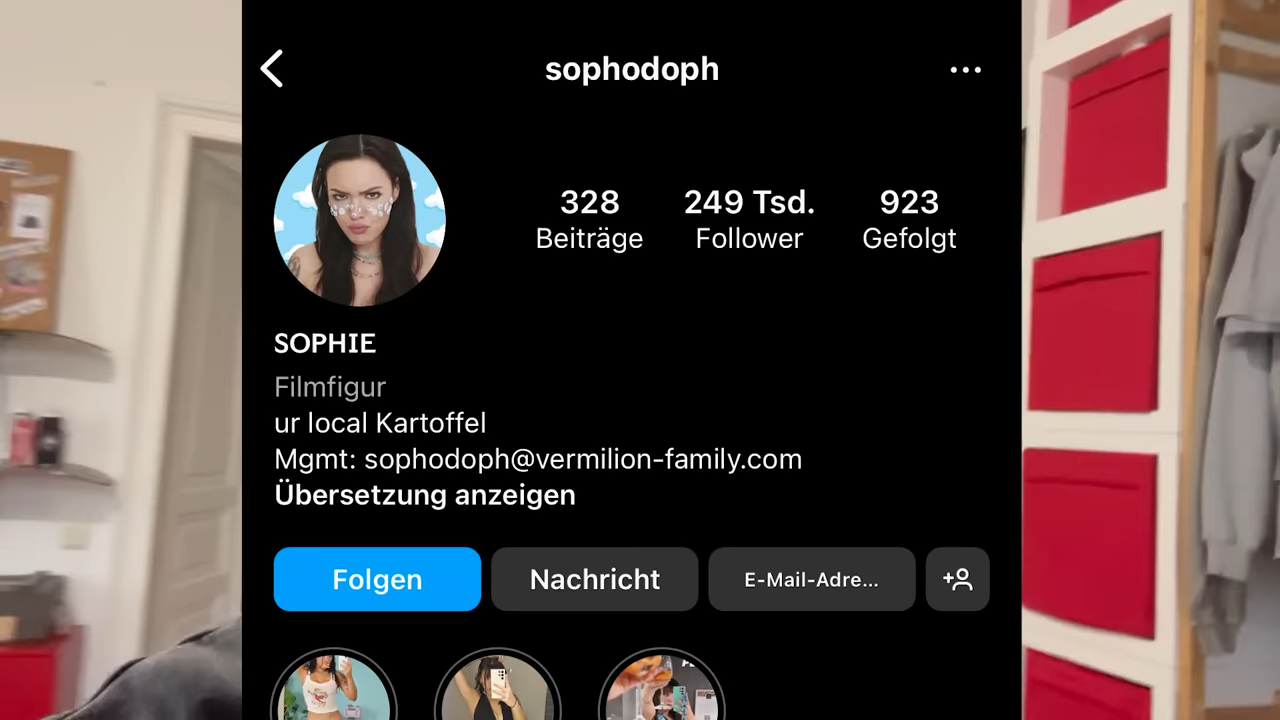 sophodoph
328
249 Tsd.
923
Beiträge
Follower
Gefolgt
SOPHIE
Filmfigur
ur local Kartoffel
Mgmt: sophodoph@vermilion-family.com
Übersetzung anzeigen
Folgen
Nachricht
E-Mail-Adre...